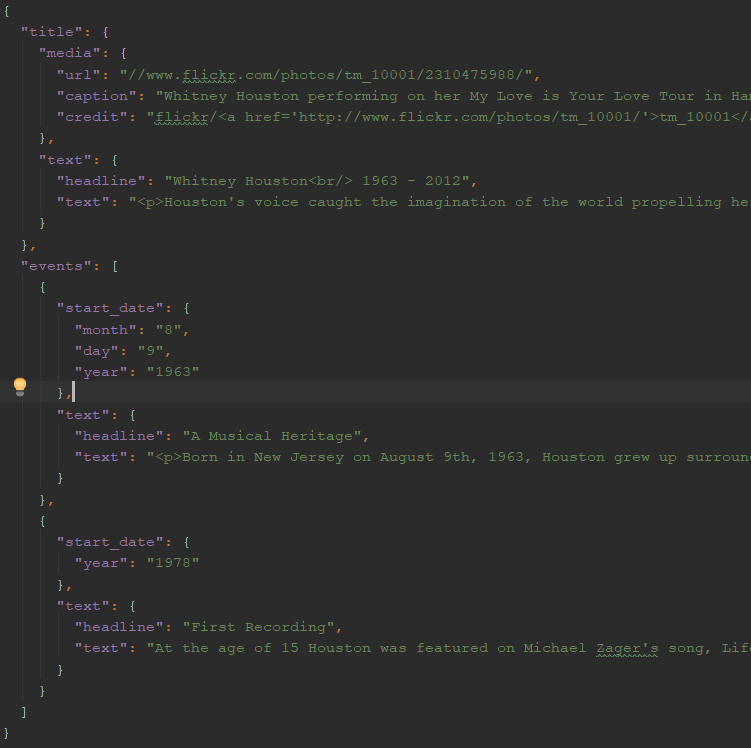 {
  "title": {
    "media": {
      "url": "//www.flickr.com/photos/tm_10001/2310475988/",
      "caption": "Whitney Houston performing on her My Love is Your Love Tour in
      "credit": "flickr/<a href='http://www.flickr.com/photos/tm_10001/'>tm_10001</
    },
    "text": {
      "headline": "Whitney Houston<br/> 1963 - 2012",
      "text": "<p>Houston's voice caught the imagination of the world propelling
    }
  },
  "events": [
    {
      "start_date": {
        "month": "8",
        "day": "9",
        "year": "1963"
      },
      "text": {
        "headline": "A Musical Heritage",
        "text": "<p>Born in New Jersey on August 9th, 1963, Houston grew up
      }
    },
    {
      "start_date": {
        "year": "1978"
      },
      "text": {
        "headline": "First Recording",
        "text": "At the age of 15 Houston was featured on Michael Zager's song,
      }
    }
  ]
}